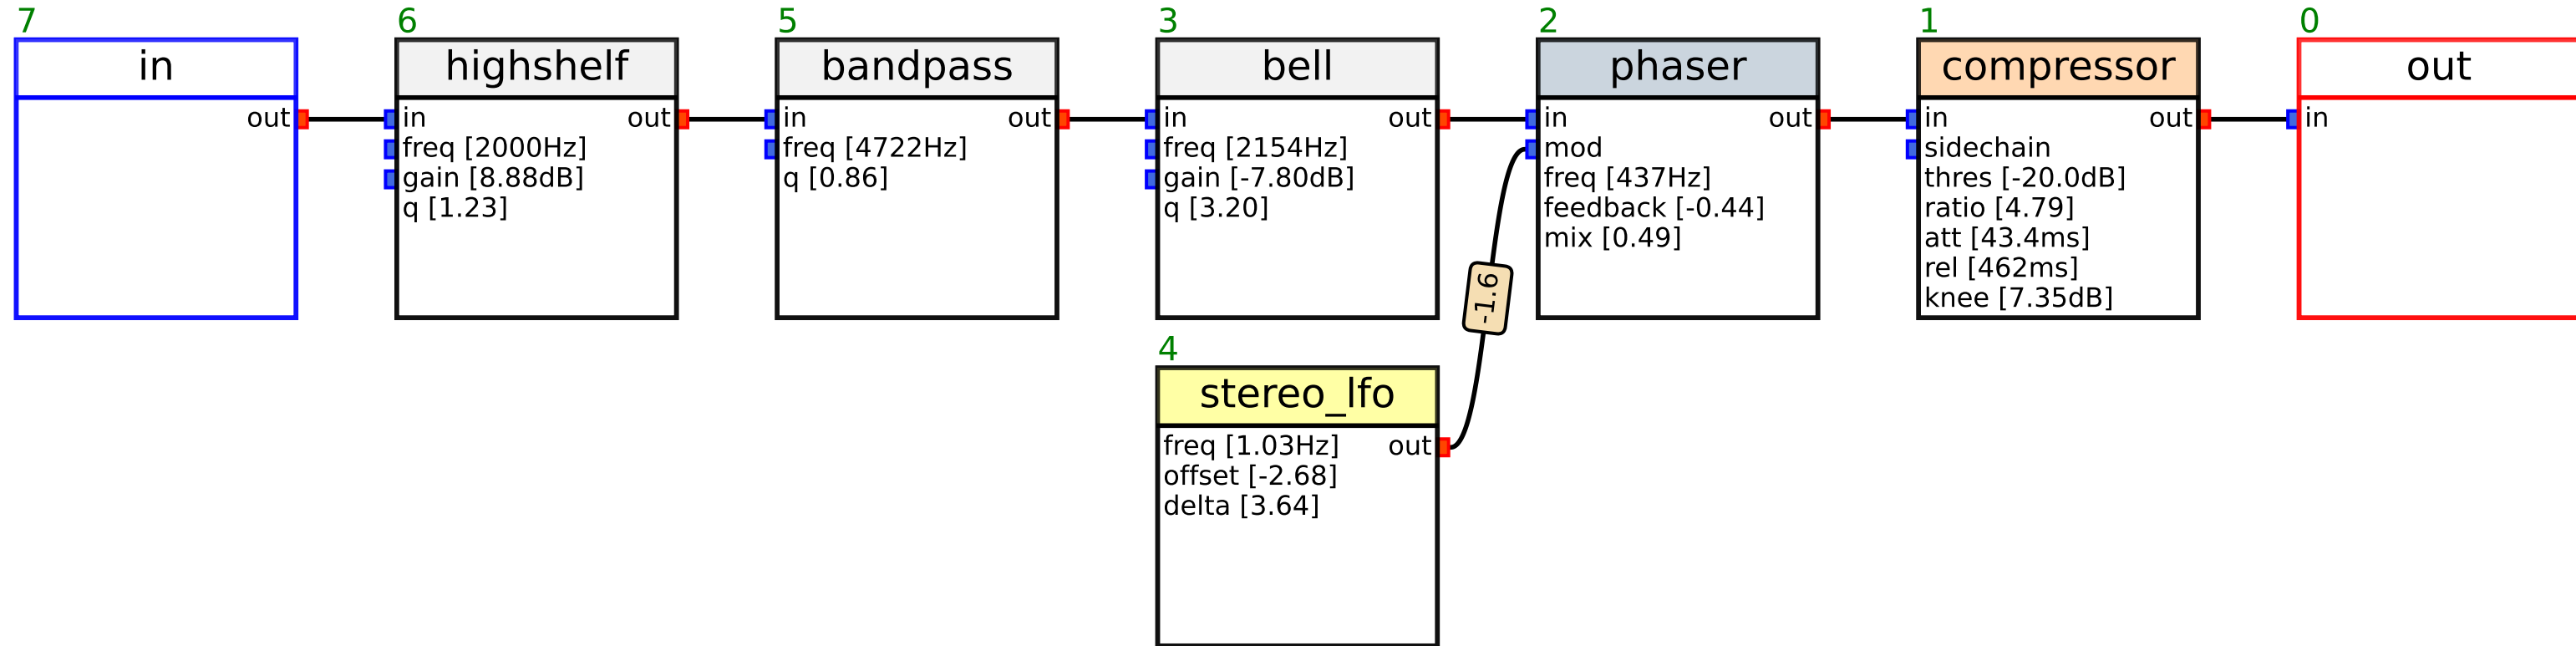 7
in
out
6
highshelf
in out
freq [2000Hz]
gain [8.88dB]
q [1.23]
5
bandpass
in out
freq [4722Hz]
q [0.86]
3
bell
in out
freq [2154Hz]
gain [-7.80dB]
q [3.20]
4
stereo_lfo
freq [1.03Hz] out
offset [-2.68]
delta [3.64]
-1.6
2
phaser
in out
mod
freq [437Hz]
feedback [-0.44]
mix [0.49]
1
compressor
in out
sidechain
thres [-20.0dB]
ratio [4.79]
att [43.4ms]
rel [462ms]
knee [7.35dB]
0
out
in